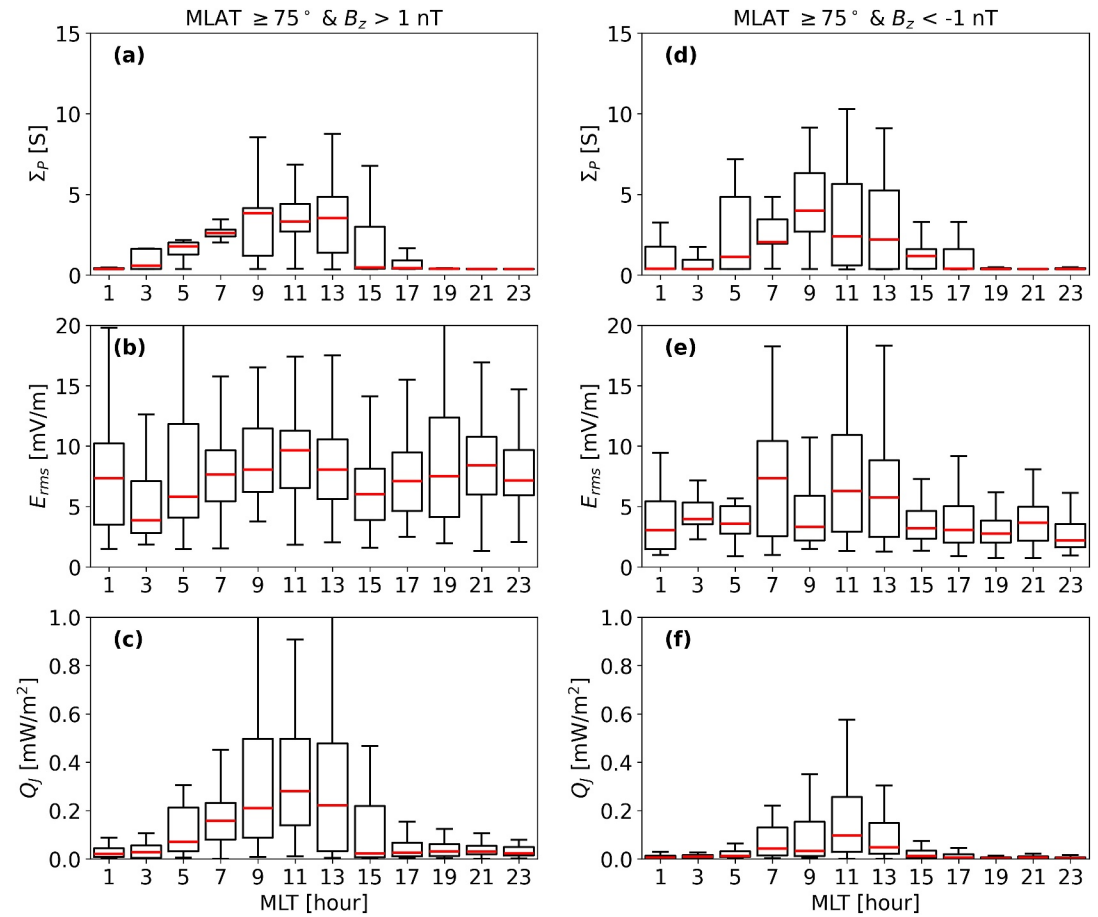 MLAT ≥75° & B_z > 1 nT
(a)
Σ_P [S]
15
10
5
0
1 3 5 7 9 11 13 15 17 19 21 23
(b)
E_rms [mV/m]
20
15
10
5
0
1 3 5 7 9 11 13 15 17 19 21 23
(c)
Q_J [mW/m²]
1.0
0.8
0.6
0.4
0.2
0.0
1 3 5 7 9 11 13 15 17 19 21 23
MLT [hour]
MLAT ≥75° & B_z < -1 nT
(d)
Σ_P [S]
15
10
5
0
1 3 5 7 9 11 13 15 17 19 21 23
(e)
E_rms [mV/m]
20
15
10
5
0
1 3 5 7 9 11 13 15 17 19 21 23
(f)
Q_J [mW/m²]
1.0
0.8
0.6
0.4
0.2
0.0
1 3 5 7 9 11 13 15 17 19 21 23
MLT [hour]